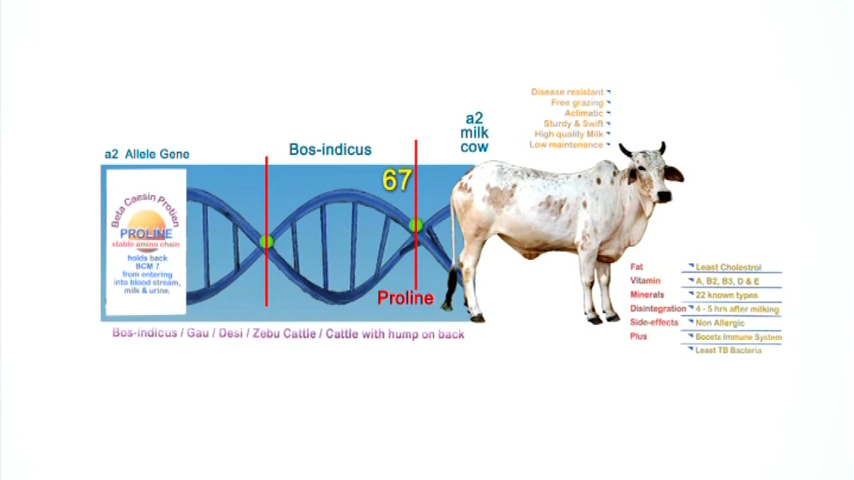 Disease resistant
Free grazing
Aclimatic
Sturdy & Swift
High quality Milk
Low maintenance
a2
milk
cow
Bos-indicus
a2 Allele Gene
67
Beta Caesin Protian
PROLINE
stable amino chain
holds back
BCM 7
from entering
into blood stream,
milk & urine.
Proline
Bos-indicus / Gau / Desi / Zebu Cattle / Cattle with hump on back
Fat Least Cholestrol
Vitamin A, B2, B3, D & E
Minerals 22 known types
Disintegration 4 - 5 hrs after milking
Side-effects Non Allergic
Plus Boosts Immune System
Least TB Bacteria